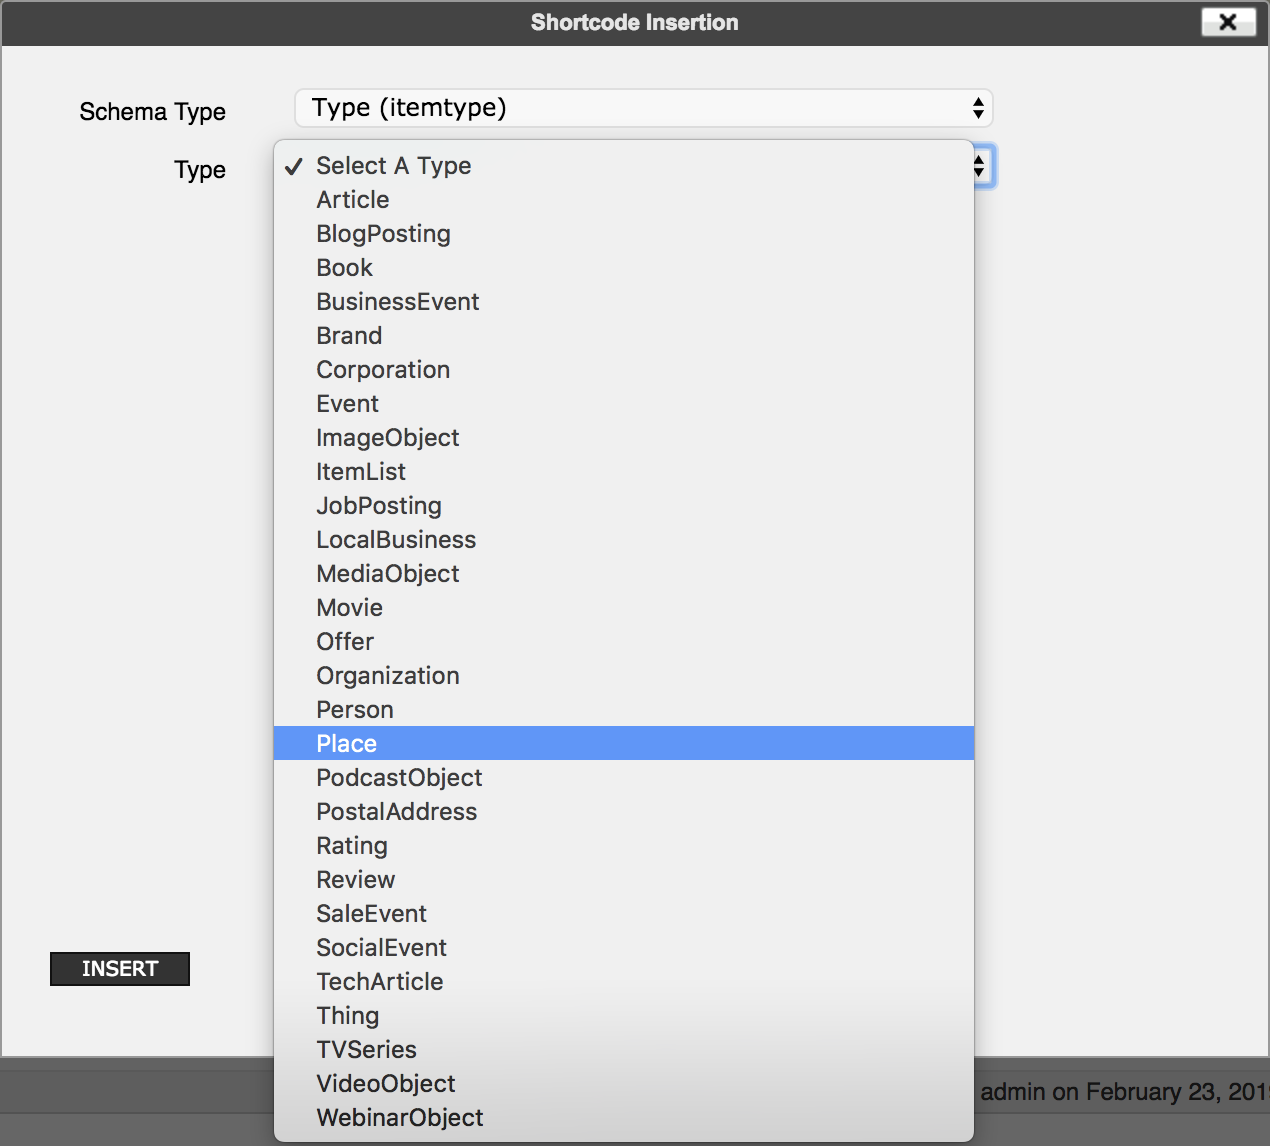 Shortcode Insertion
Schema Type
Type (itemtype)
Type
✓ Select A Type
Article
BlogPosting
Book
BusinessEvent
Brand
Corporation
Event
ImageObject
ItemList
JobPosting
LocalBusiness
MediaObject
Movie
Offer
Organization
Person
Place
PodcastObject
PostalAddress
Rating
Review
SaleEvent
SocialEvent
TechArticle
Thing
TVSeries
VideoObject
WebinarObject
INSERT
admin on February 23, 201